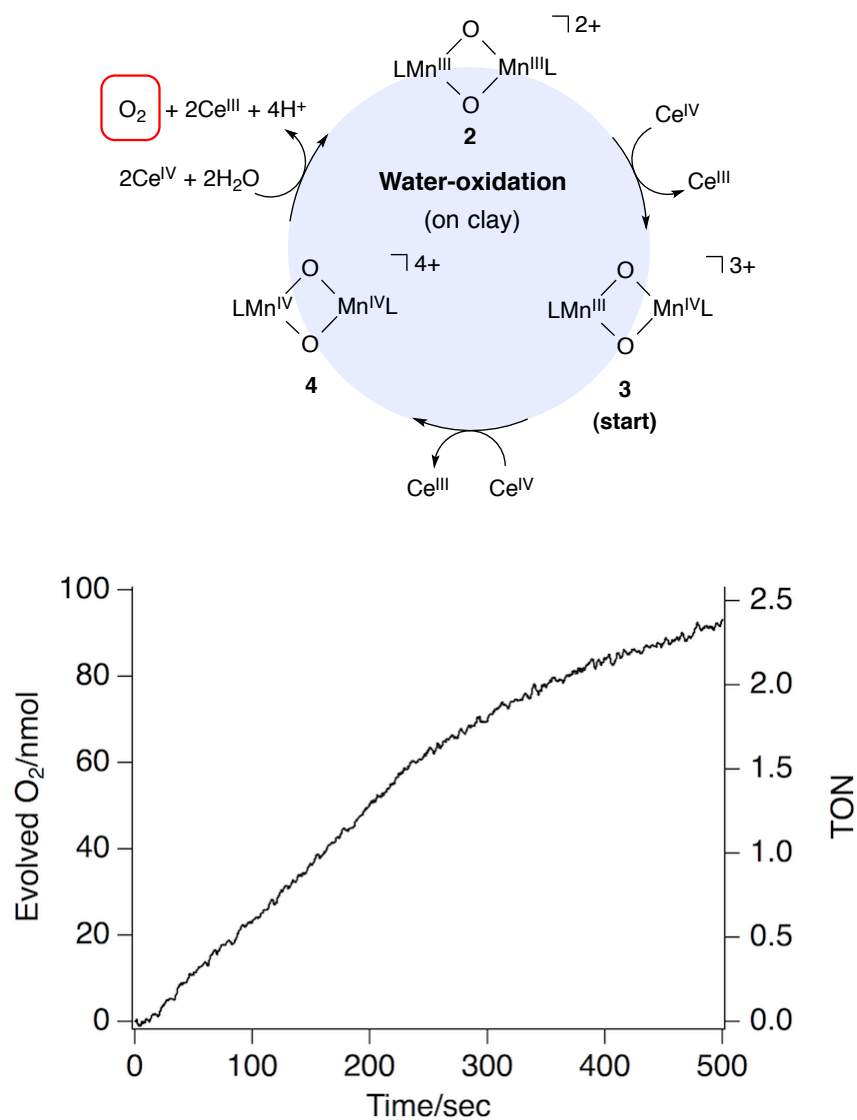 O
⌝2+
LMnᴵᴵᴵ MnᴵᴵᴵL
O
2
O₂ + 2Ceᴵᴵᴵ + 4H⁺
Ceᴵⱽ
2Ceᴵⱽ + 2H₂O
Water-oxidation
Ceᴵᴵᴵ
(on clay)
O
⌝4+
O
⌝3+
LMnᴵⱽ MnᴵⱽL
LMnᴵᴵᴵ MnᴵⱽL
O
O
4
3
(start)
Ceᴵᴵᴵ Ceᴵⱽ
100
80
60
40
20
0
Evolved O₂/nmol
2.5
2.0
1.5
1.0
0.5
0.0
TON
0 100 200 300 400 500
Time/sec